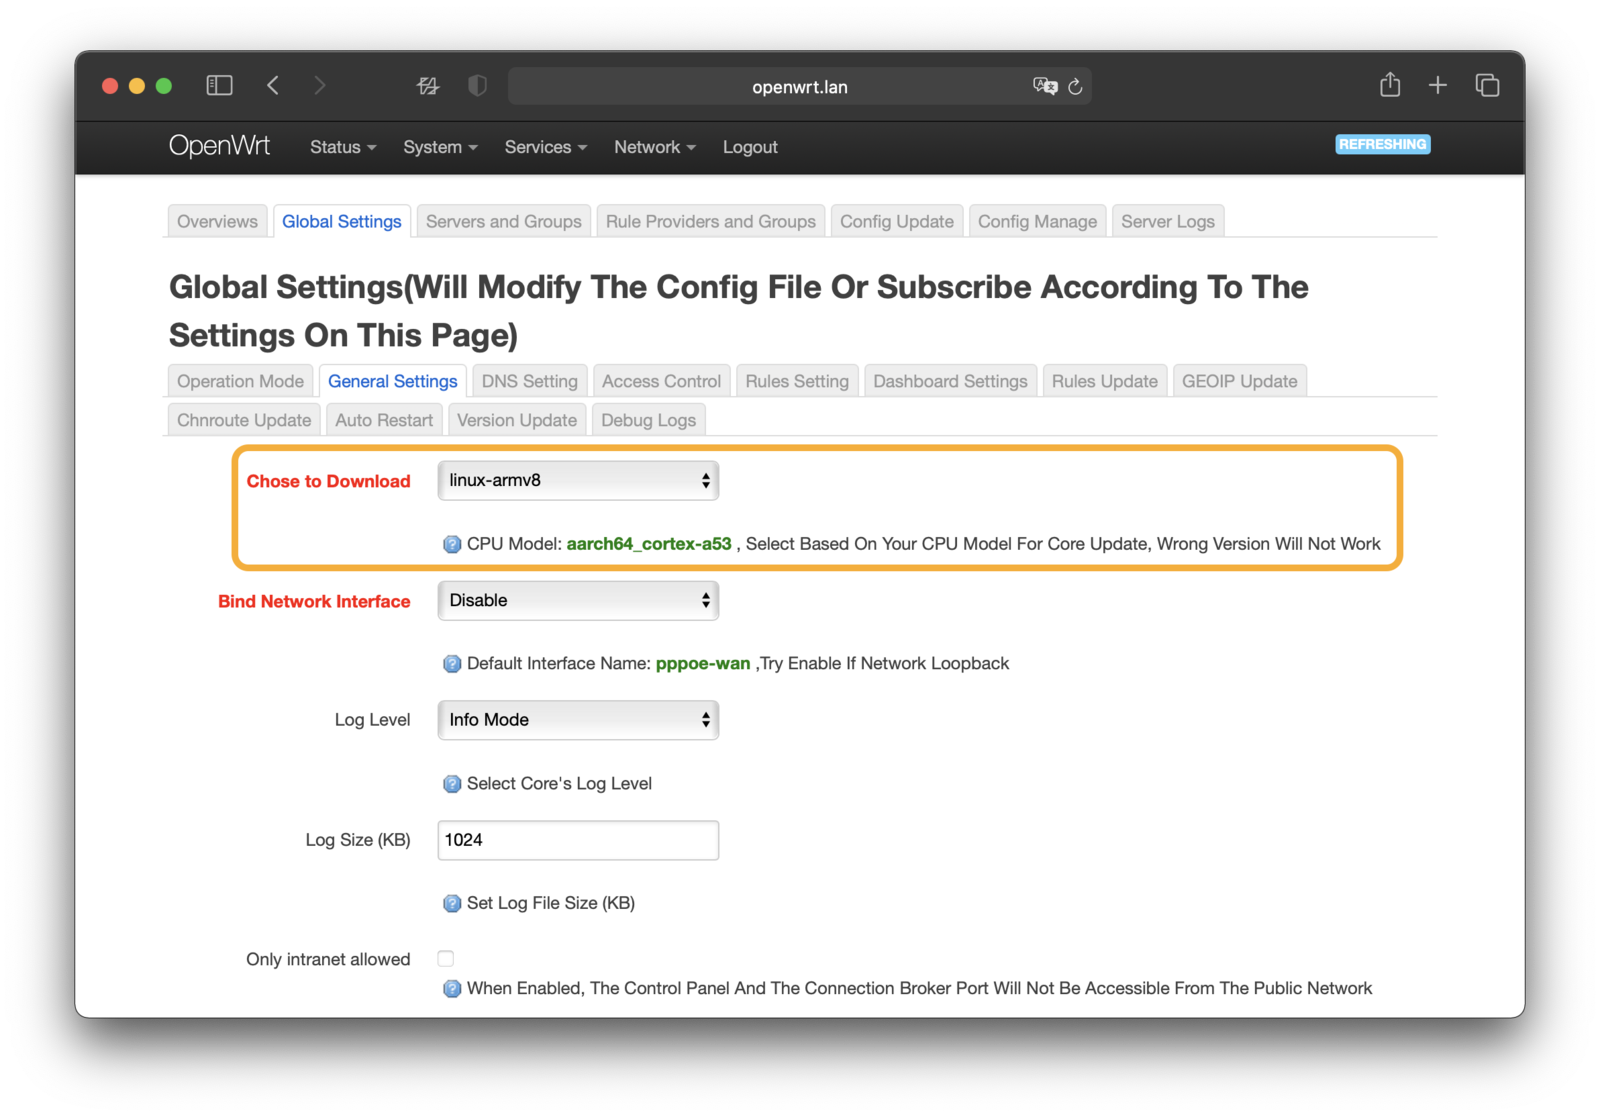 openwrt.lan
OpenWrt Status System Services Network Logout REFRESHING
Overviews Global Settings Servers and Groups Rule Providers and Groups Config Update Config Manage Server Logs
Global Settings(Will Modify The Config File Or Subscribe According To The
Settings On This Page)
Operation Mode General Settings DNS Setting Access Control Rules Setting Dashboard Settings Rules Update GEOIP Update
Chnroute Update Auto Restart Version Update Debug Logs
Chose to Download linux-armv8
CPU Model: aarch64_cortex-a53 , Select Based On Your CPU Model For Core Update, Wrong Version Will Not Work
Bind Network Interface Disable
Default Interface Name: pppoe-wan ,Try Enable If Network Loopback
Log Level Info Mode
Select Core's Log Level
Log Size (KB) 1024
Set Log File Size (KB)
Only intranet allowed
When Enabled, The Control Panel And The Connection Broker Port Will Not Be Accessible From The Public Network